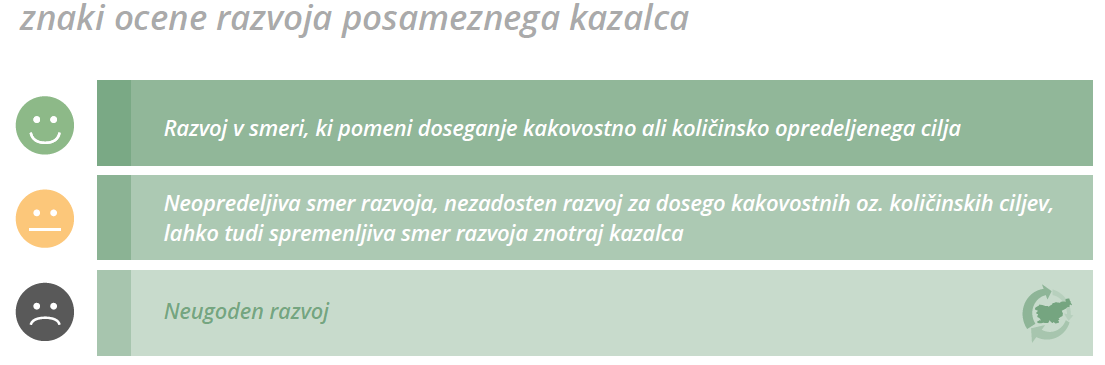 znaki ocene razvoja posameznega kazalca
Razvoj v smeri, ki pomeni doseganje kakovostno ali količinsko opredeljenega cilja
Neopredeljiva smer razvoja, nezadosten razvoj za dosego kakovostnih oz. količinskih ciljev,
lahko tudi spremenljiva smer razvoja znotraj kazalca
Neugoden razvoj